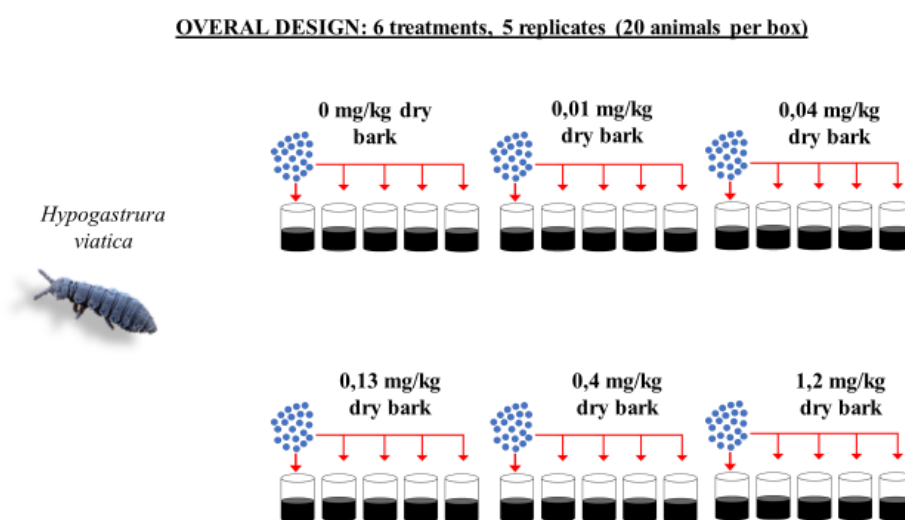 OVERAL DESIGN: 6 treatments, 5 replicates (20 animals per box)
0 mg/kg dry
bark
0,01 mg/kg
dry bark
0,04 mg/kg
dry bark
Hypogastrura
viatica
0,13 mg/kg
dry bark
0,4 mg/kg
dry bark
1,2 mg/kg
dry bark